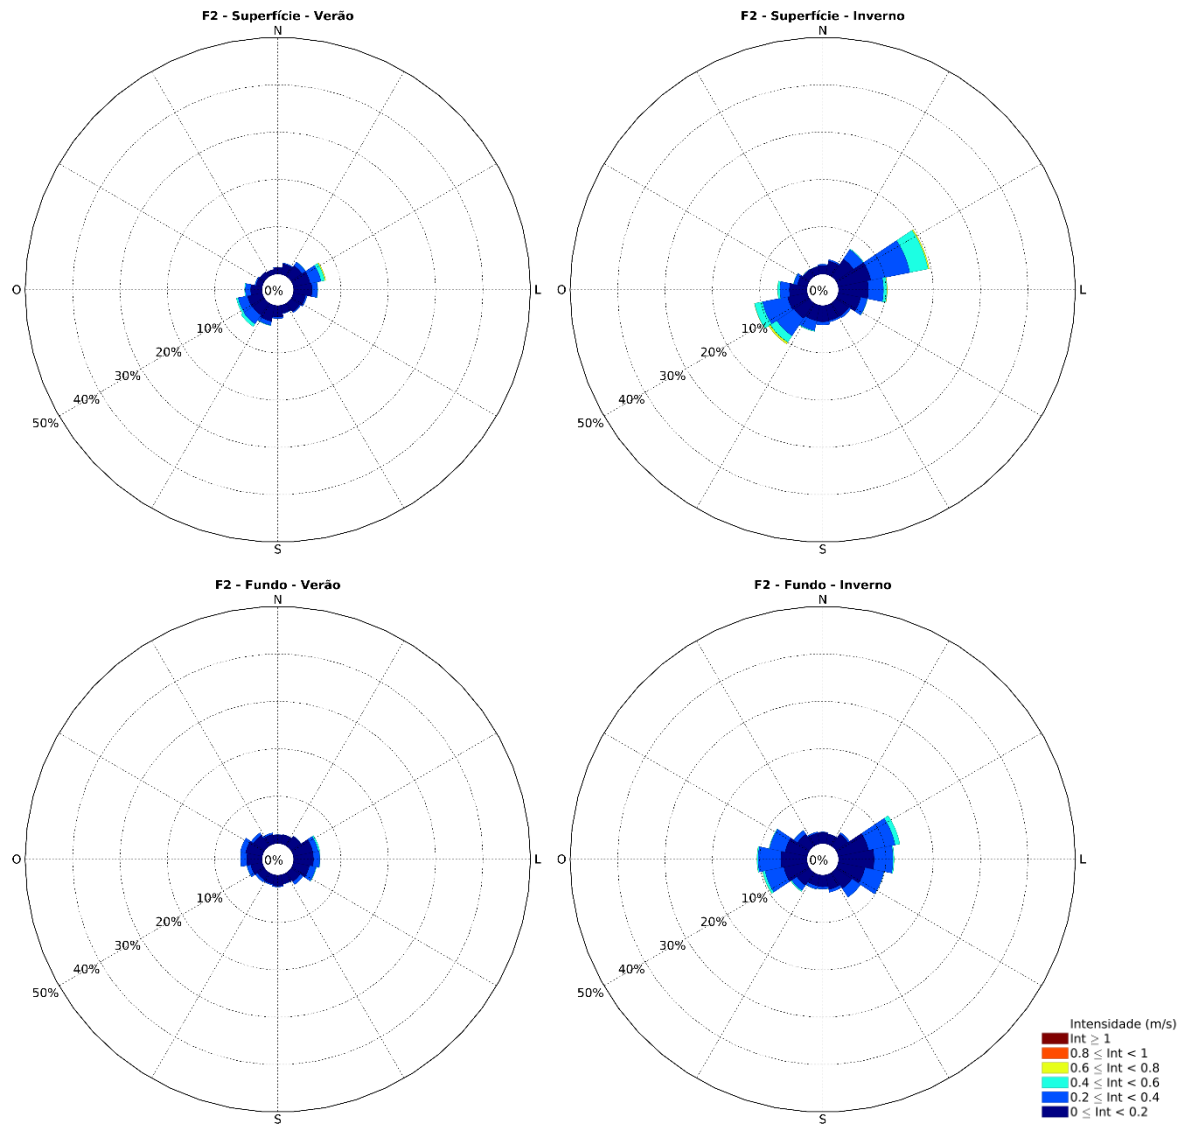 F2 - Superfície - Verão
N
O
L
S
0%
10%
20%
30%
40%
50%
F2 - Superfície - Inverno
N
O
L
S
0%
10%
20%
30%
40%
50%
F2 - Fundo - Verão
N
O
L
S
0%
10%
20%
30%
40%
50%
F2 - Fundo - Inverno
N
O
L
S
0%
10%
20%
30%
40%
50%
Intensidade (m/s)
Int ≥ 1
0.8 ≤ Int < 1
0.6 ≤ Int < 0.8
0.4 ≤ Int < 0.6
0.2 ≤ Int < 0.4
0 ≤ Int < 0.2